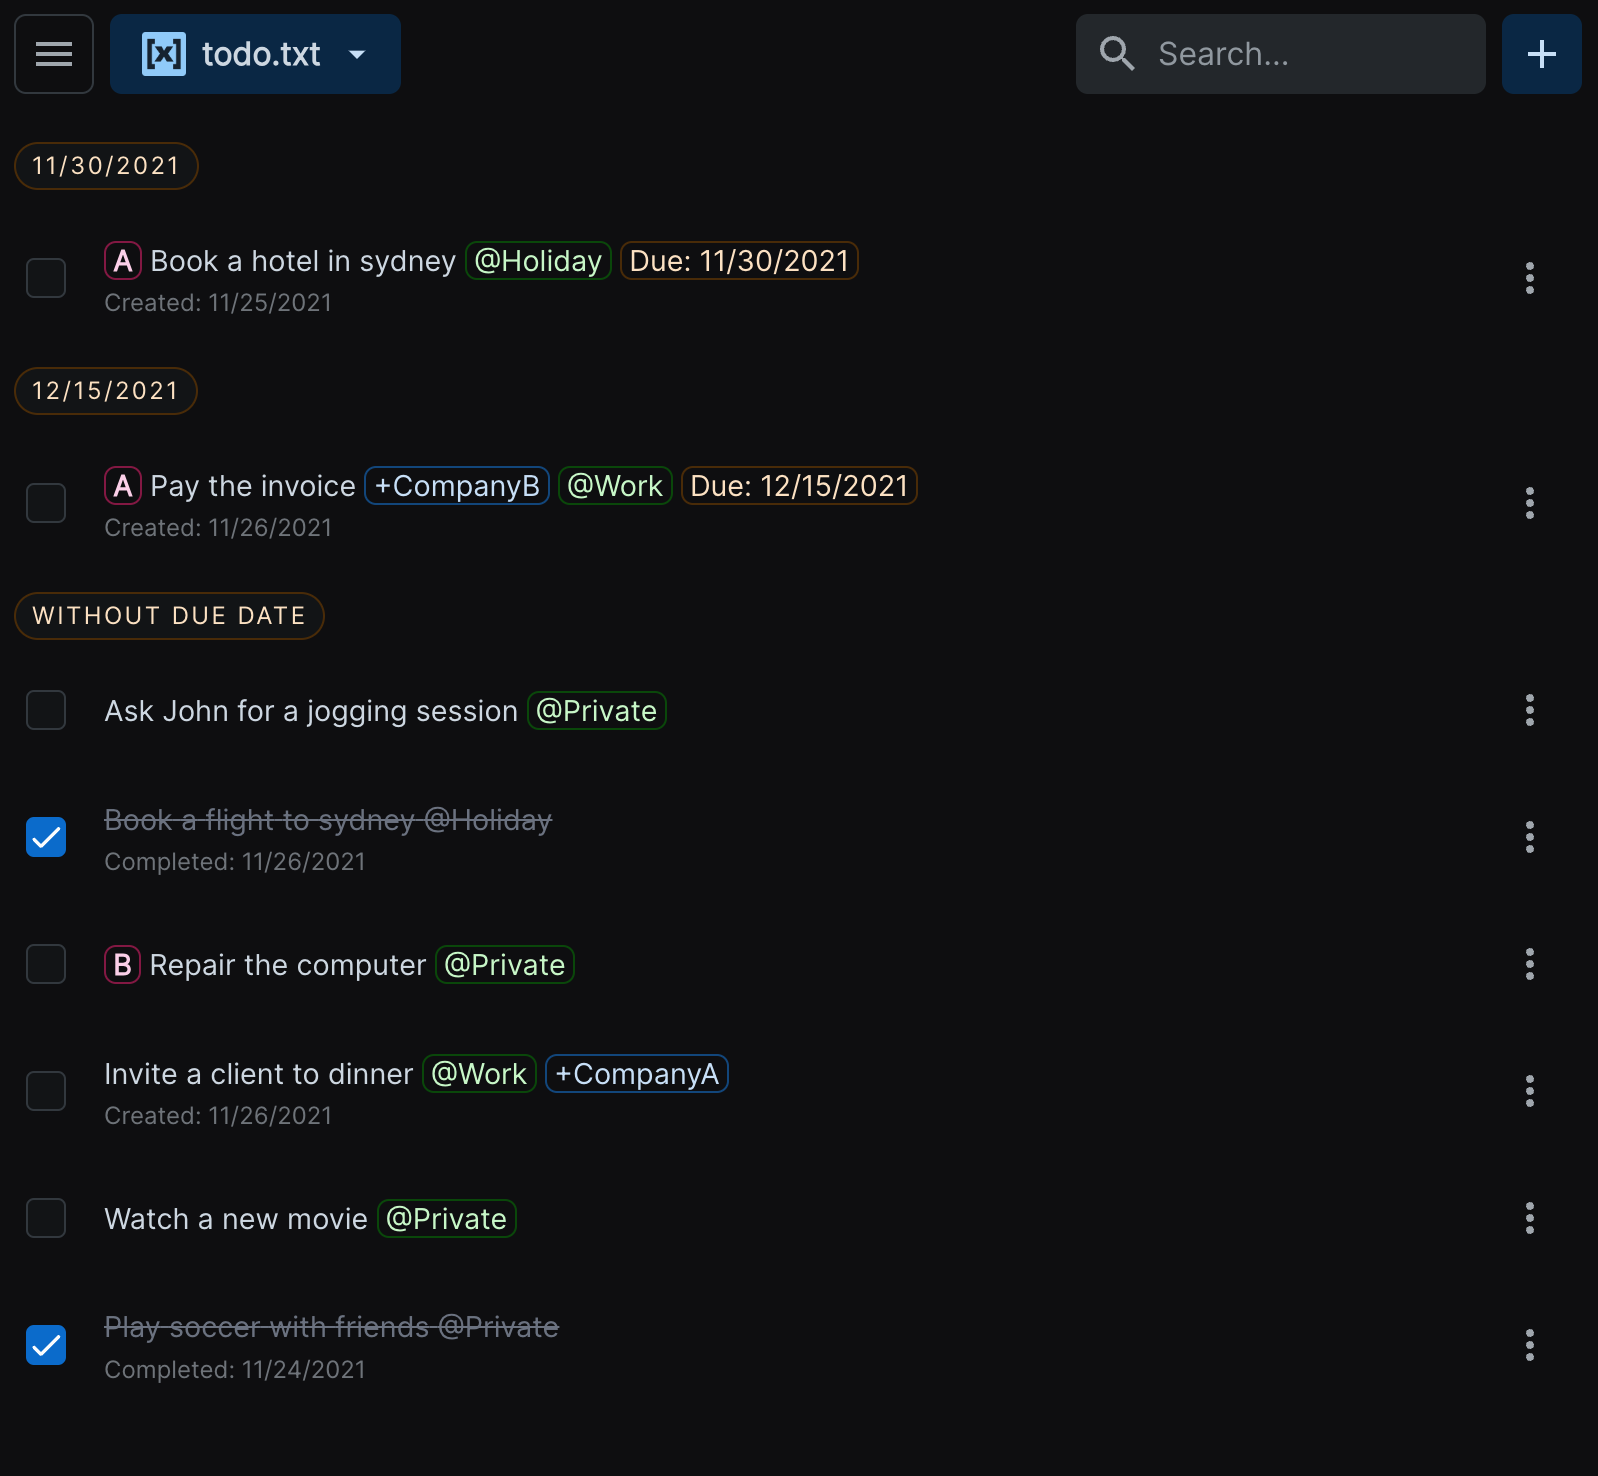 [x] todo.txt
Search...
11/30/2021
A Book a hotel in sydney @Holiday Due: 11/30/2021
Created: 11/25/2021
12/15/2021
A Pay the invoice +CompanyB @Work Due: 12/15/2021
Created: 11/26/2021
WITHOUT DUE DATE
Ask John for a jogging session @Private
Book a flight to sydney @Holiday
Completed: 11/26/2021
B Repair the computer @Private
Invite a client to dinner @Work +CompanyA
Created: 11/26/2021
Watch a new movie @Private
Play soccer with friends @Private
Completed: 11/24/2021